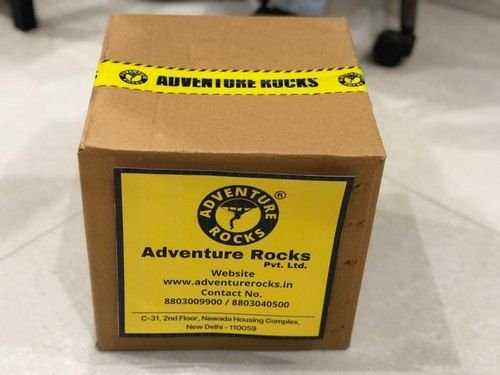 ADVENTURE ROCKS
ADVENTURE
ROCKS
®
Adventure Rocks
Pvt. Ltd.
Website
www.adventurerocks.in
Contact No.
8803009900 / 8803040500
C-31, 2nd Floor, Nawada Housing Complex,
New Delhi - 110059